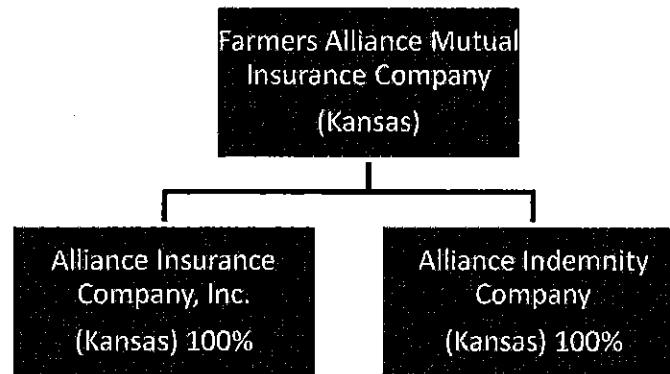 Farmers Alliance Mutual
Insurance Company
(Kansas)
Alliance Insurance
Company, Inc.
(Kansas) 100%
Alliance Indemnity
Company
(Kansas) 100%